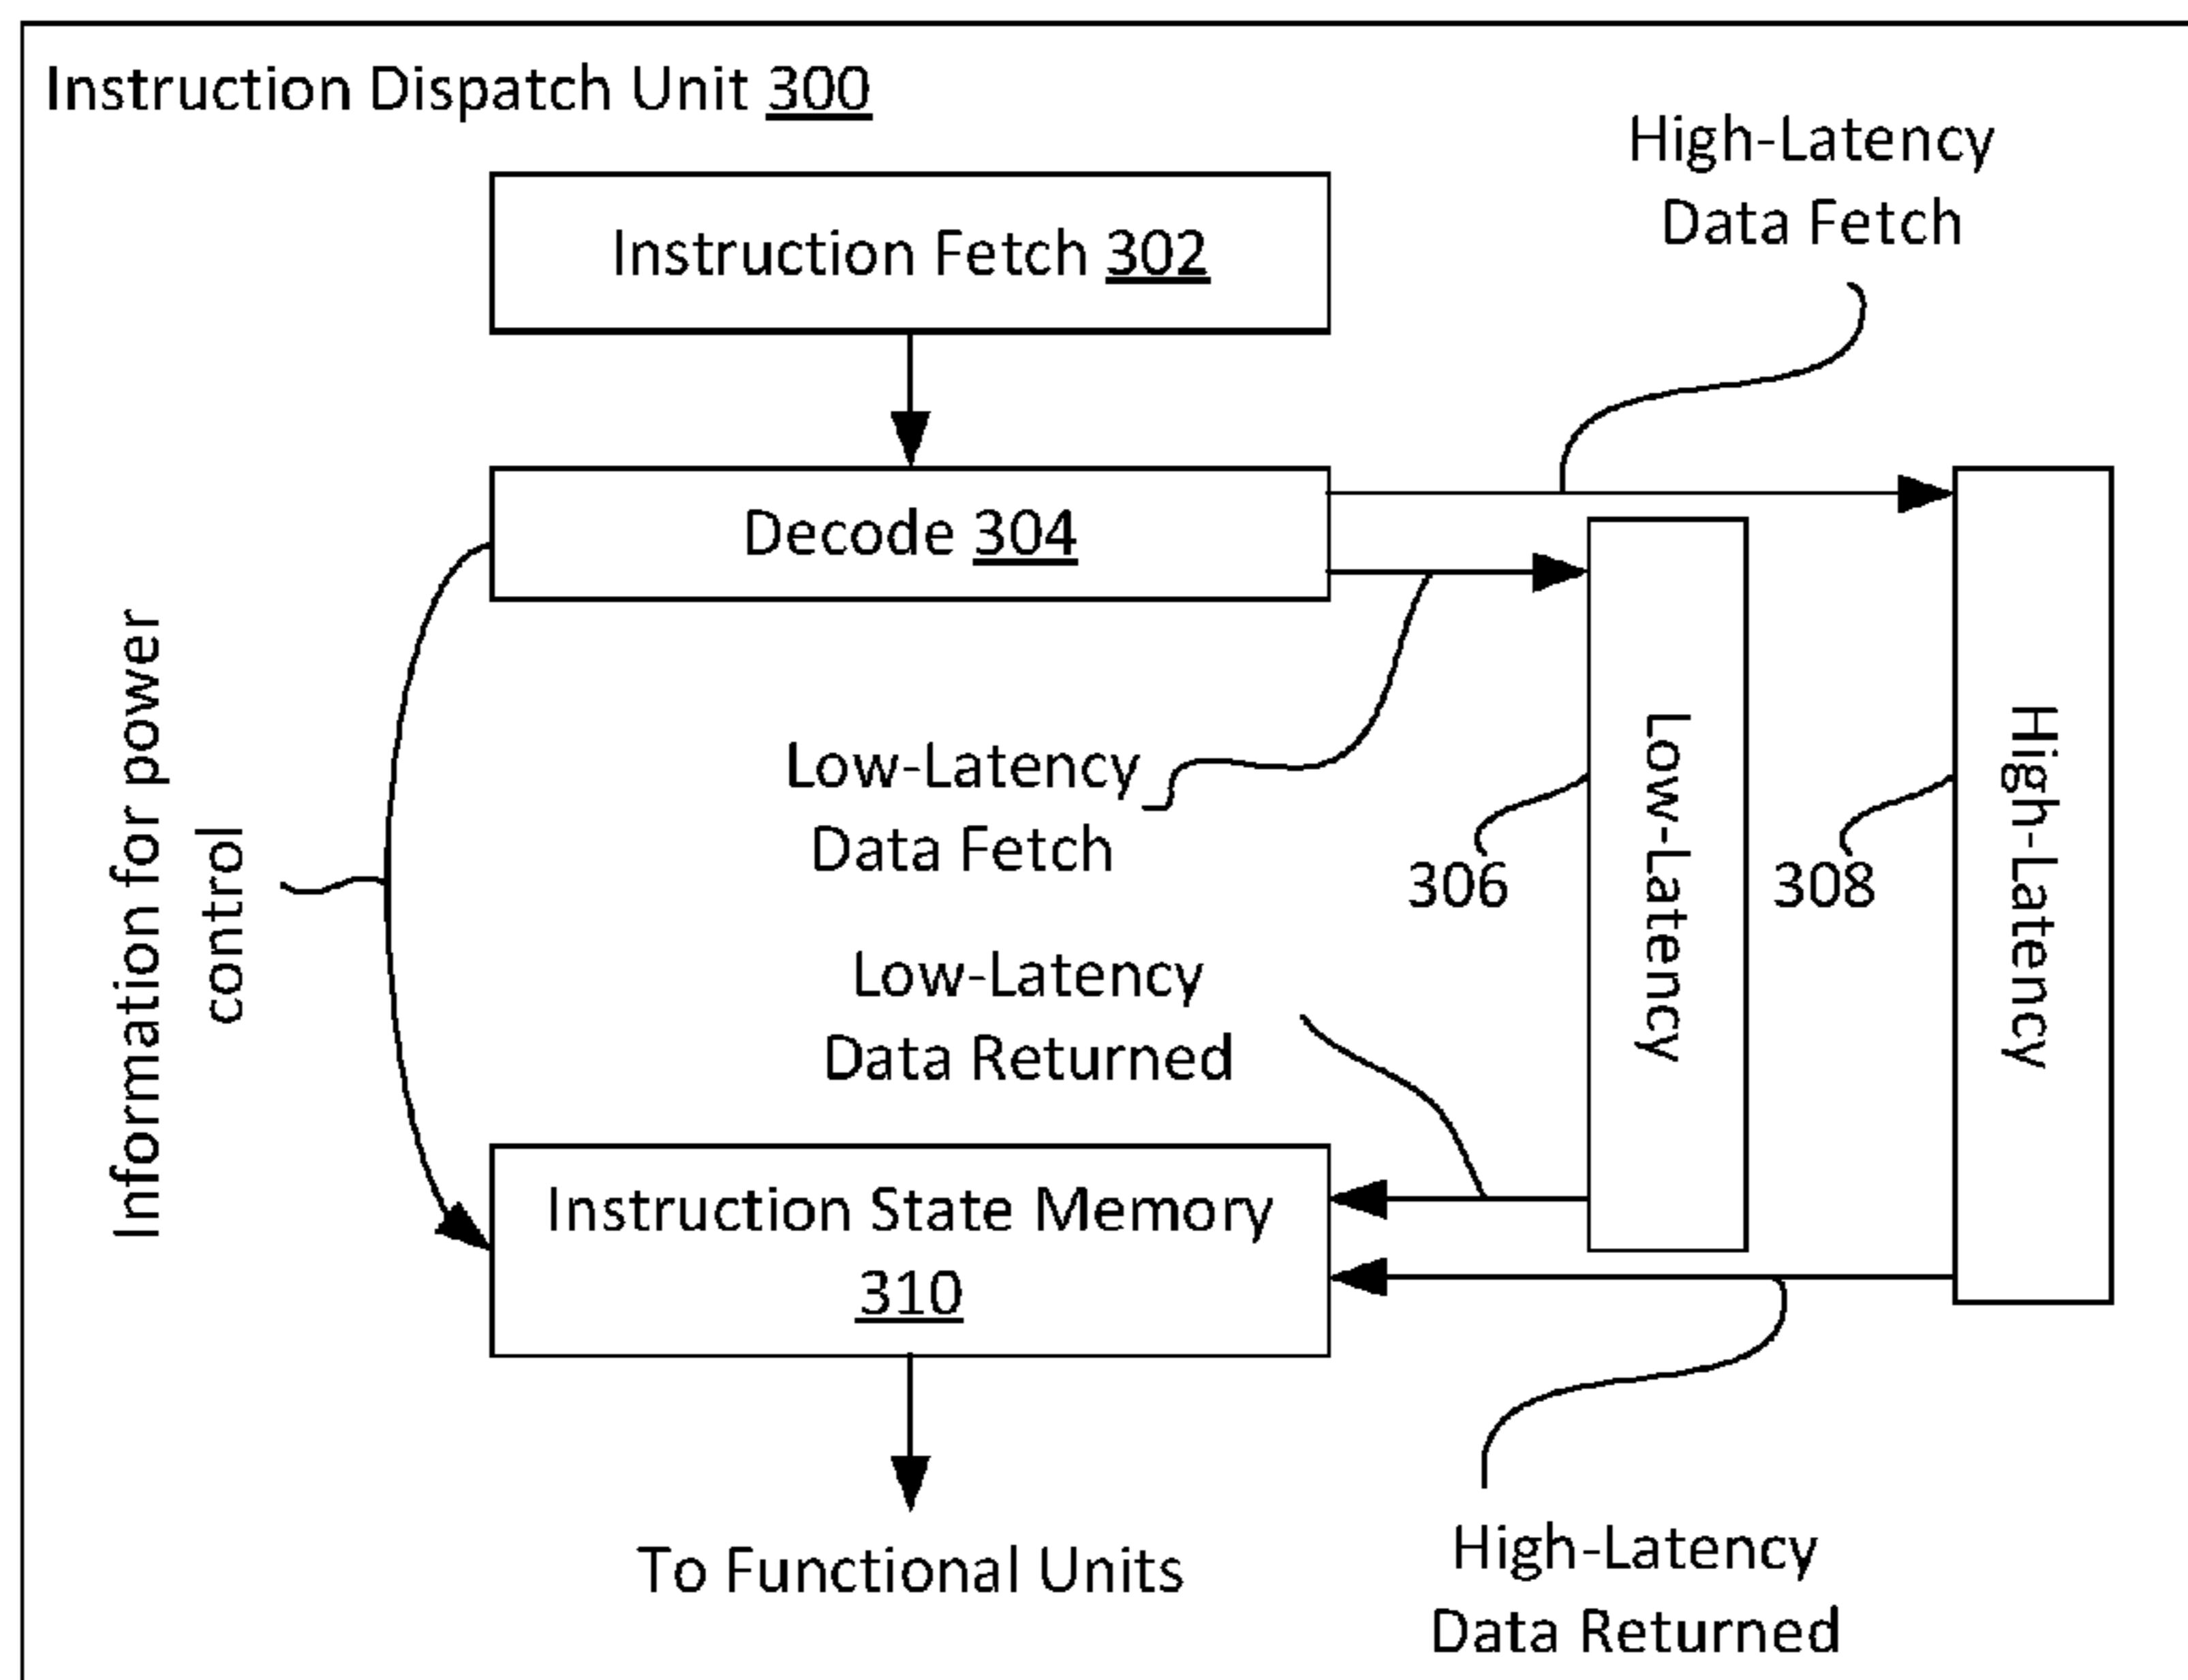 Instruction Dispatch Unit 300
High-Latency
Data Fetch
Instruction Fetch 302
Decode 304
Information for power
control
Low-Latency
Data Fetch
306
Low-Latency
308
High-Latency
Low-Latency
Data Returned
Instruction State Memory
310
To Functional Units
High-Latency
Data Returned